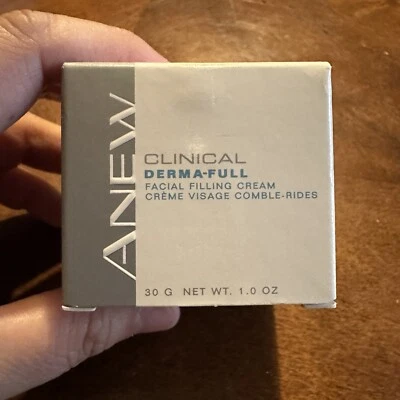 ANEW
CLINICAL
DERMA-FULL
FACIAL FILLING CREAM
CRÈME VISAGE COMBLE-RIDES
30 G NET WT. 1.0 OZ